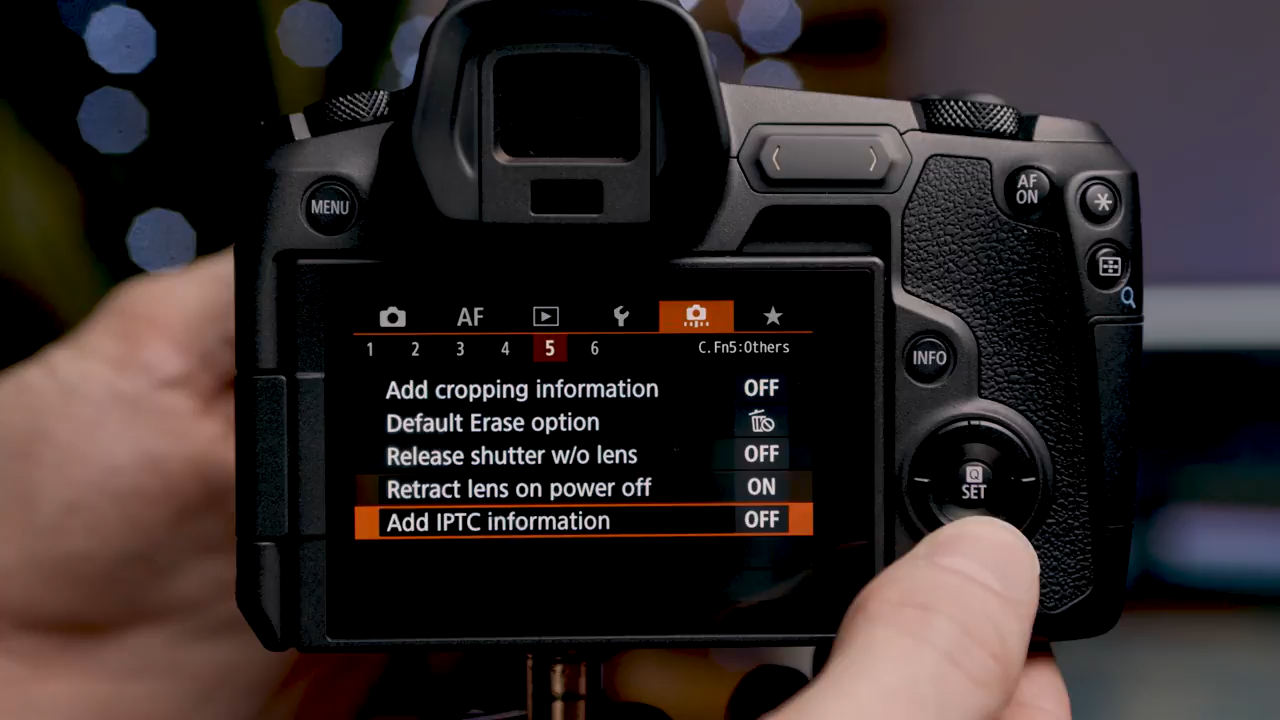 AF
ON
MENU
AF
1 2 3 4 5 6 C.Fn5:Others
INFO
Add cropping information OFF
Default Erase option
Release shutter w/o lens OFF
Retract lens on power off ON
Add IPTC information OFF
Q
SET